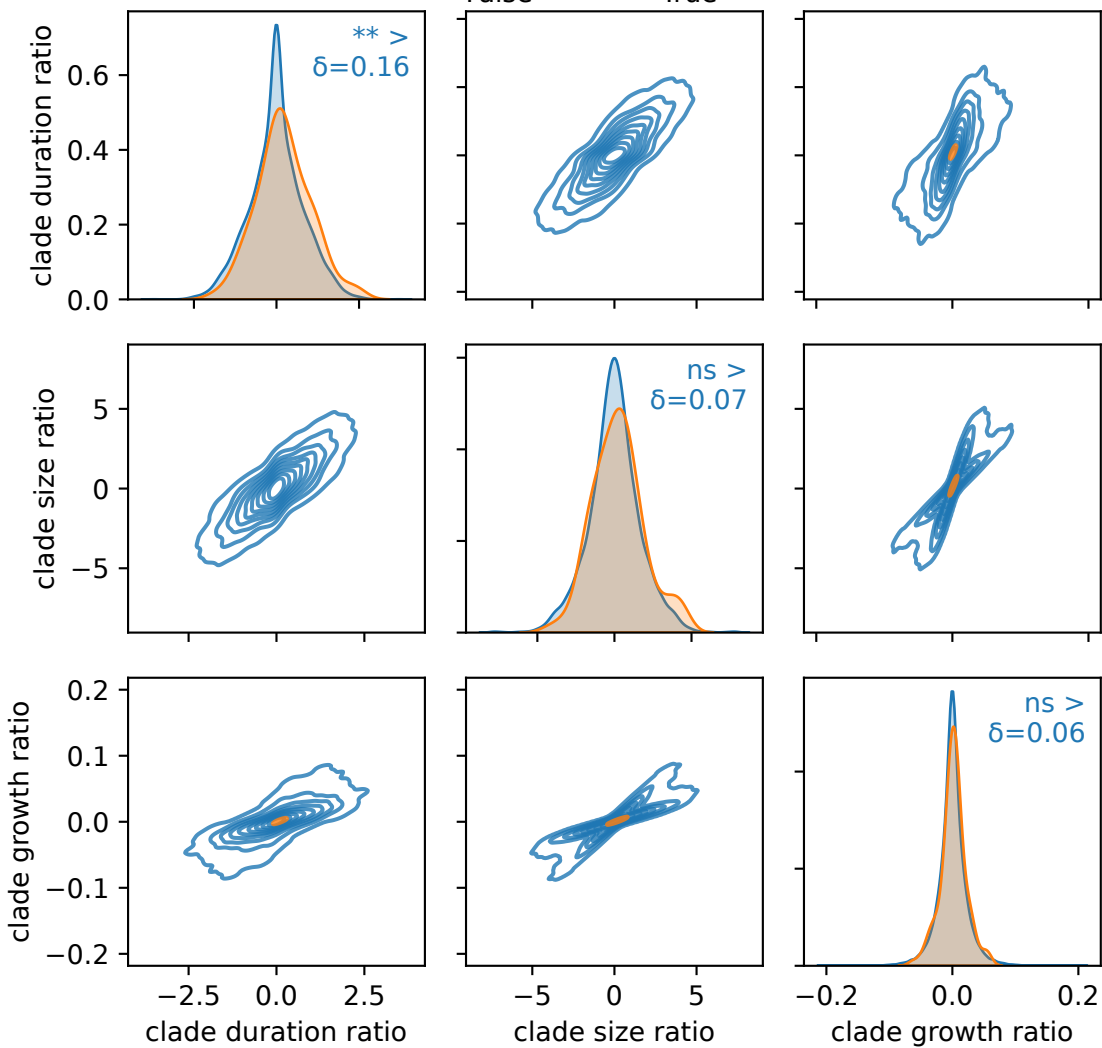 clade duration ratio
0.6
0.4
0.2
0.0
** >
δ=0.16
clade size ratio
5
0
−5
ns >
δ=0.07
clade growth ratio
0.2
0.1
0.0
−0.1
−0.2
ns >
δ=0.06
−2.5 0.0 2.5
−5 0 5
−0.2 0.0 0.2
clade duration ratio
clade size ratio
clade growth ratio